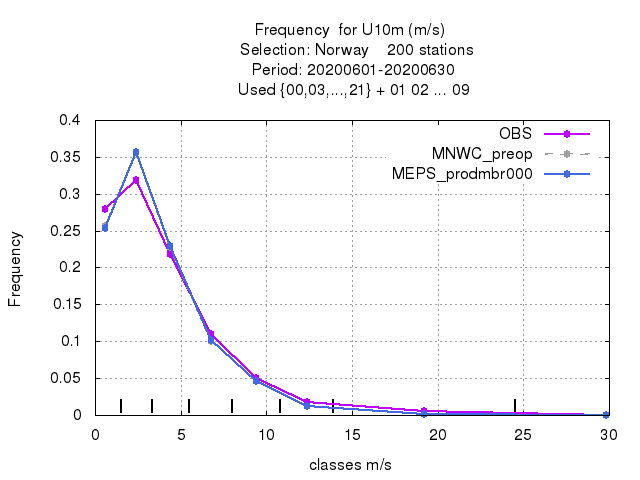 Frequency  for U10m (m/s)
Selection: Norway    200 stations
Period: 20200601-20200630
Used {00,03,...,21} + 01 02 ... 09
OBS
MNWC_preop
MEPS_prodmbr000
Frequency
0.4
0.35
0.3
0.25
0.2
0.15
0.1
0.05
0
0 5 10 15 20 25 30
classes m/s